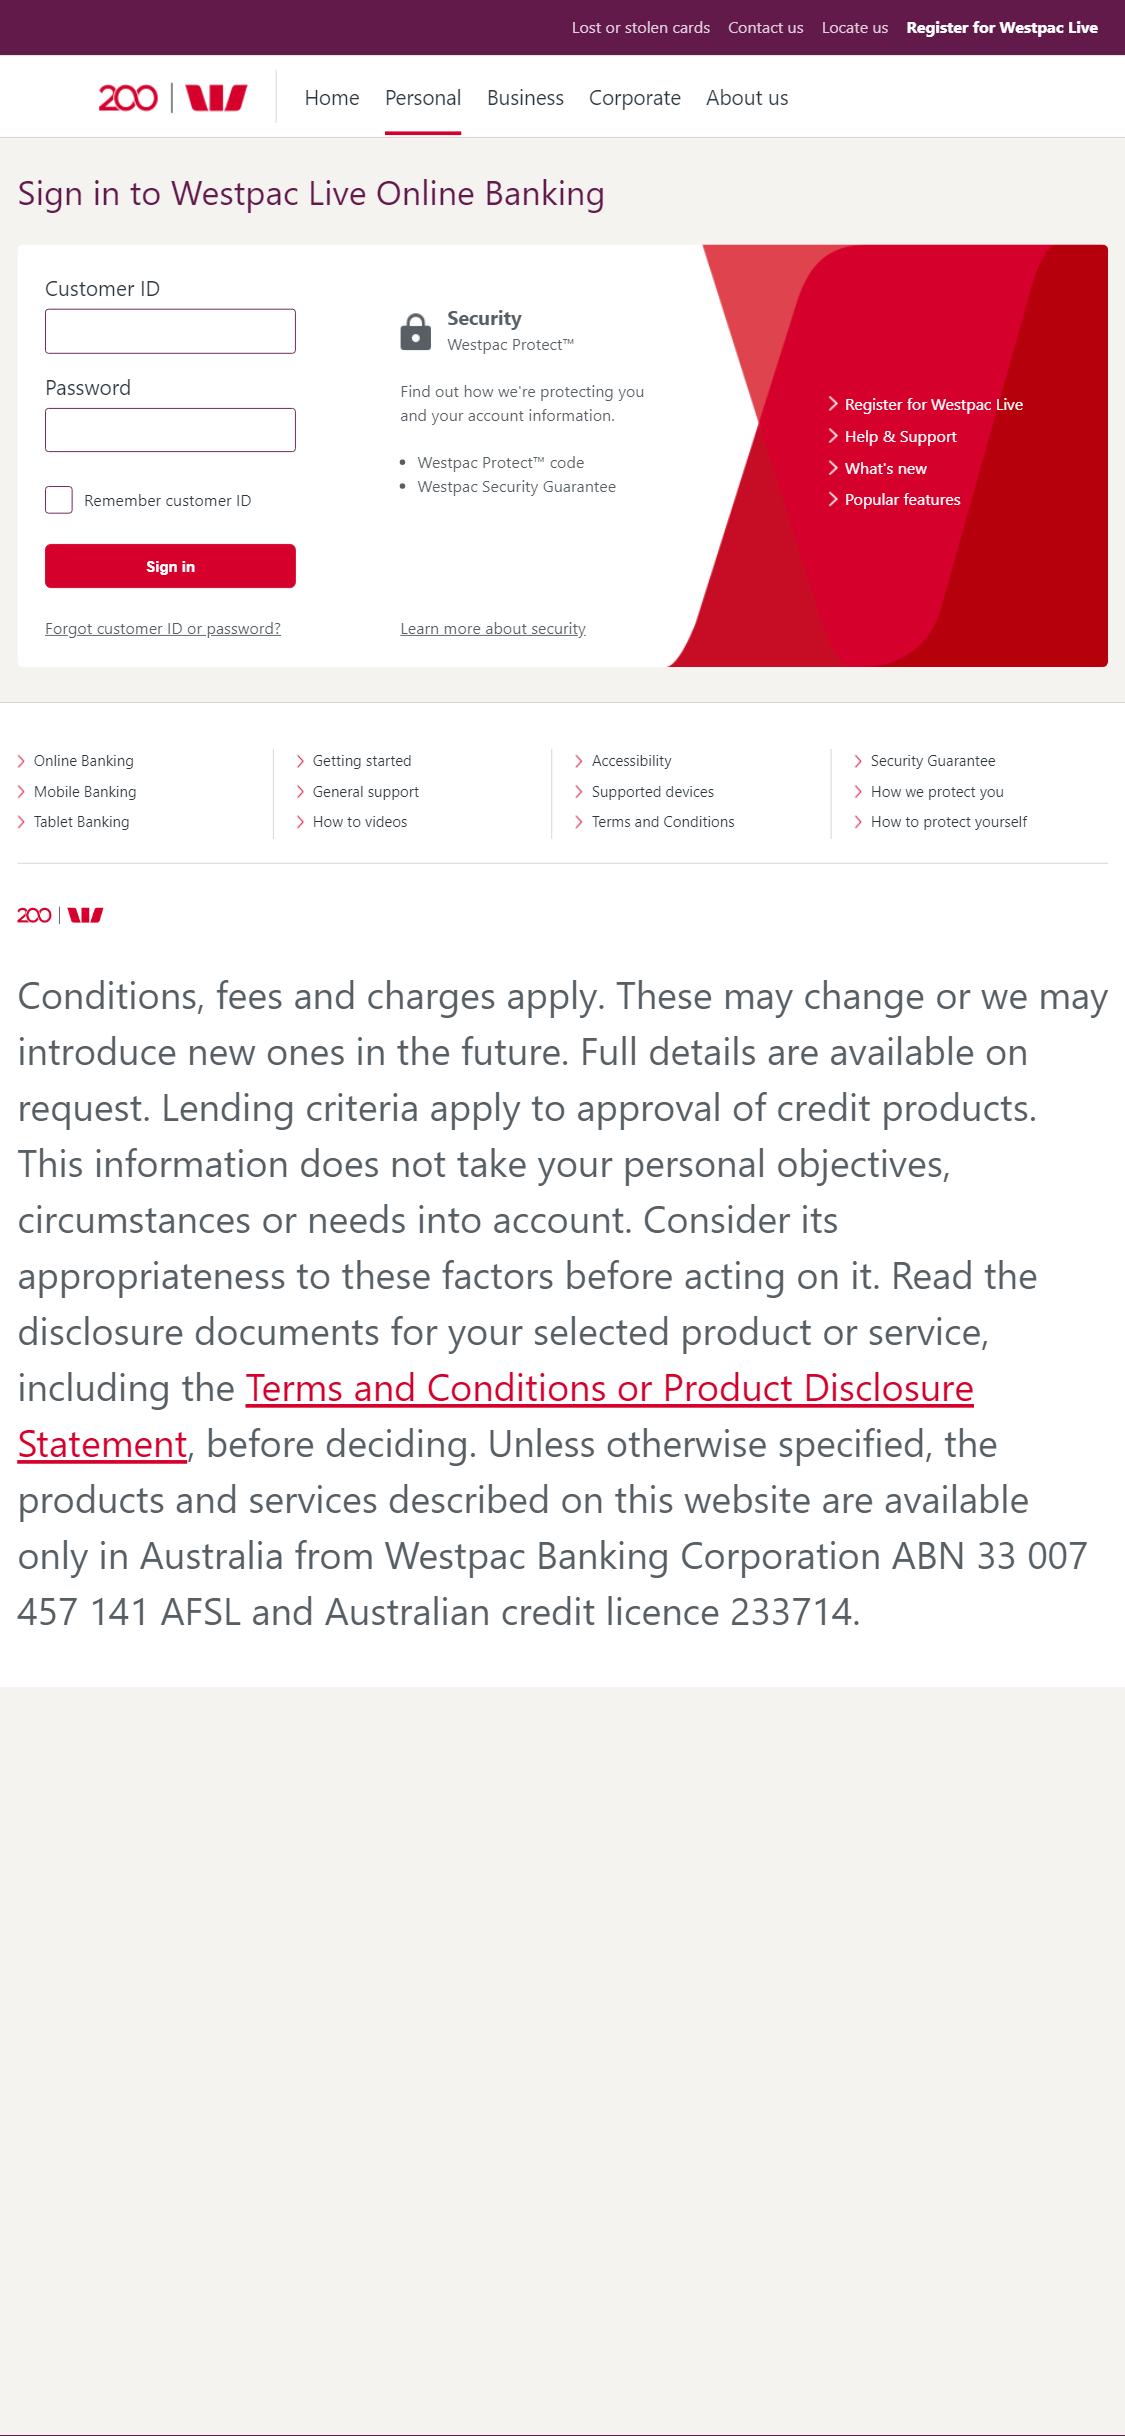 Lost or stolen cards Contact us Locate us Register for Westpac Live
200 Home Personal Business Corporate About us
Sign in to Westpac Live Online Banking
Customer ID
Password
Remember customer ID
Sign in
Forgot customer ID or password?
Security
Westpac Protect™
Find out how we're protecting you
and your account information.
• Westpac Protect™ code
• Westpac Security Guarantee
Learn more about security
Register for Westpac Live
Help & Support
What's new
Popular features
Online Banking
Mobile Banking
Tablet Banking
Getting started
General support
How to videos
Accessibility
Supported devices
Terms and Conditions
Security Guarantee
How we protect you
How to protect yourself
200
Conditions, fees and charges apply. These may change or we may
introduce new ones in the future. Full details are available on
request. Lending criteria apply to approval of credit products.
This information does not take your personal objectives,
circumstances or needs into account. Consider its
appropriateness to these factors before acting on it. Read the
disclosure documents for your selected product or service,
including the Terms and Conditions or Product Disclosure
Statement, before deciding. Unless otherwise specified, the
products and services described on this website are available
only in Australia from Westpac Banking Corporation ABN 33 007
457 141 AFSL and Australian credit licence 233714.